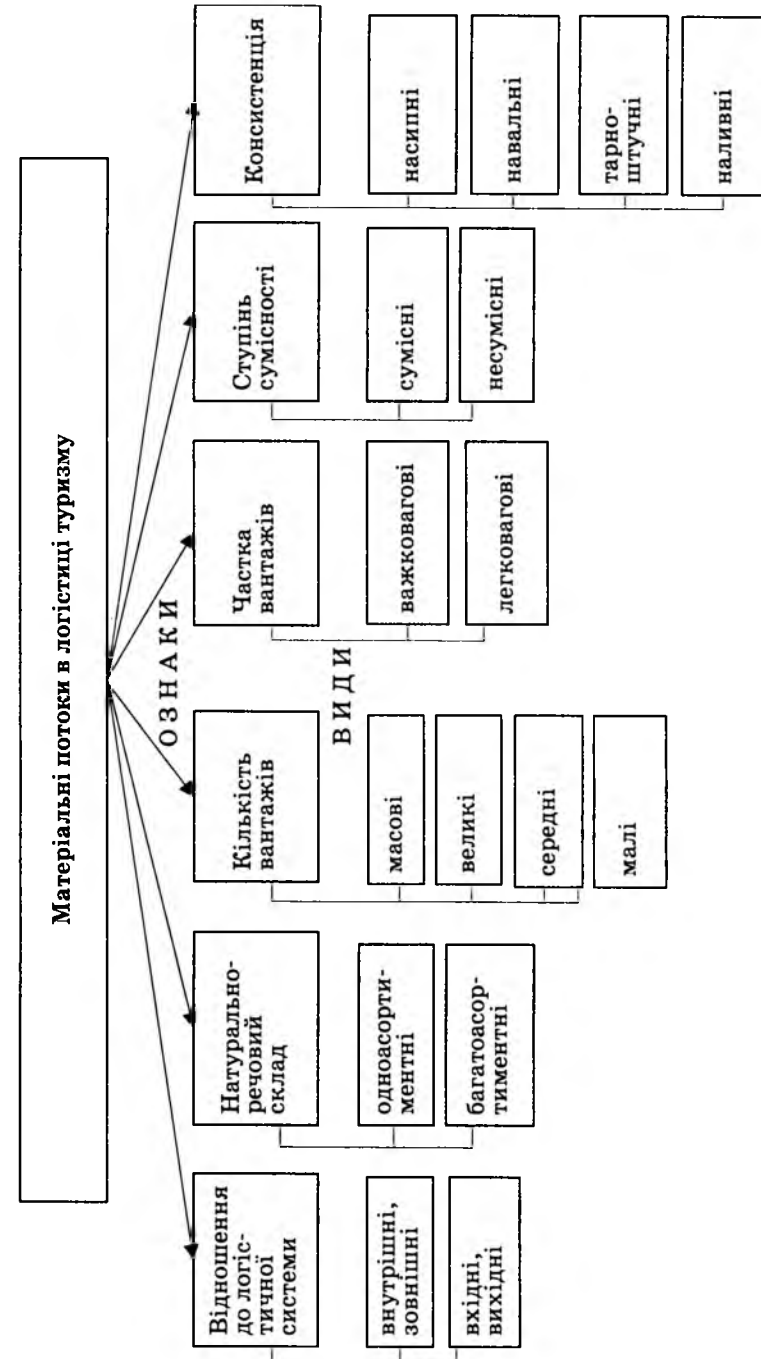 Матеріальні потоки в логістиці туризму
ОЗНАКИ
Відношення
до логіс-
тичної
системи
Натурально-
речовий
склад
Кількість
вантажів
Частка
вантажів
Ступінь
сумісності
Консистенція
ВИДИ
внутрішні,
зовнішні
вхідні,
вихідні
одноасорти-
ментні
багатоасор-
тиментні
масові
великі
середні
малі
важковагові
легковагові
сумісні
несумісні
насипні
навальні
тарно-
штучні
наливні